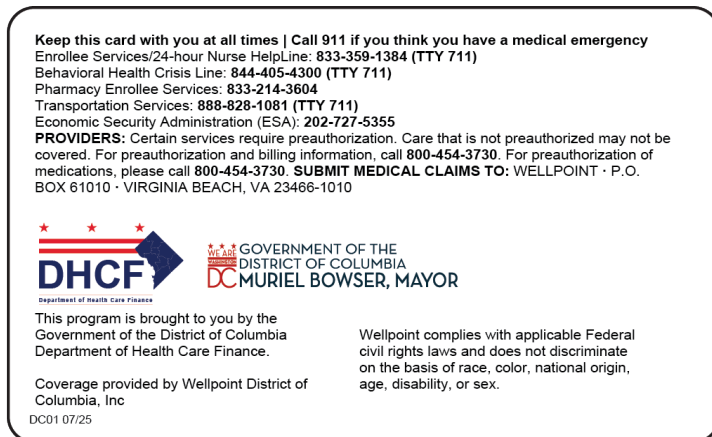 Keep this card with you at all times | Call 911 if you think you have a medical emergency
Enrollee Services/24-hour Nurse HelpLine: 833-359-1384 (TTY 711)
Behavioral Health Crisis Line: 844-405-4300 (TTY 711)
Pharmacy Enrollee Services: 833-214-3604
Transportation Services: 888-828-1081 (TTY 711)
Economic Security Administration (ESA): 202-727-5355
PROVIDERS: Certain services require preauthorization. Care that is not preauthorized may not be
covered. For preauthorization and billing information, call 800-454-3730. For preauthorization of
medications, please call 800-454-3730. SUBMIT MEDICAL CLAIMS TO: WELLPOINT · P.O.
BOX 61010 · VIRGINIA BEACH, VA 23466-1010
DHCF
Department of Health Care Finance
WE ARE
WASHINGTON
DC
GOVERNMENT OF THE
DISTRICT OF COLUMBIA
MURIEL BOWSER, MAYOR
This program is brought to you by the
Government of the District of Columbia
Department of Health Care Finance.
Coverage provided by Wellpoint District of
Columbia, Inc
Wellpoint complies with applicable Federal
civil rights laws and does not discriminate
on the basis of race, color, national origin,
age, disability, or sex.
DC01 07/25